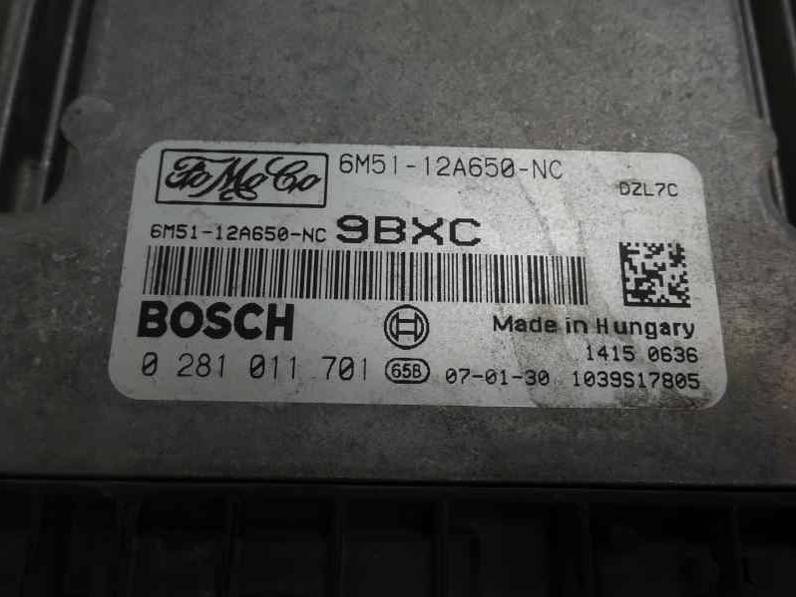 FoMoCo 6M51-12A650-NC
DZL7C
6M51-12A650-NC 9BXC
BOSCH
Made in Hungary
1415 0636
0 281 011 701 65B 07-01-30 1039S17805